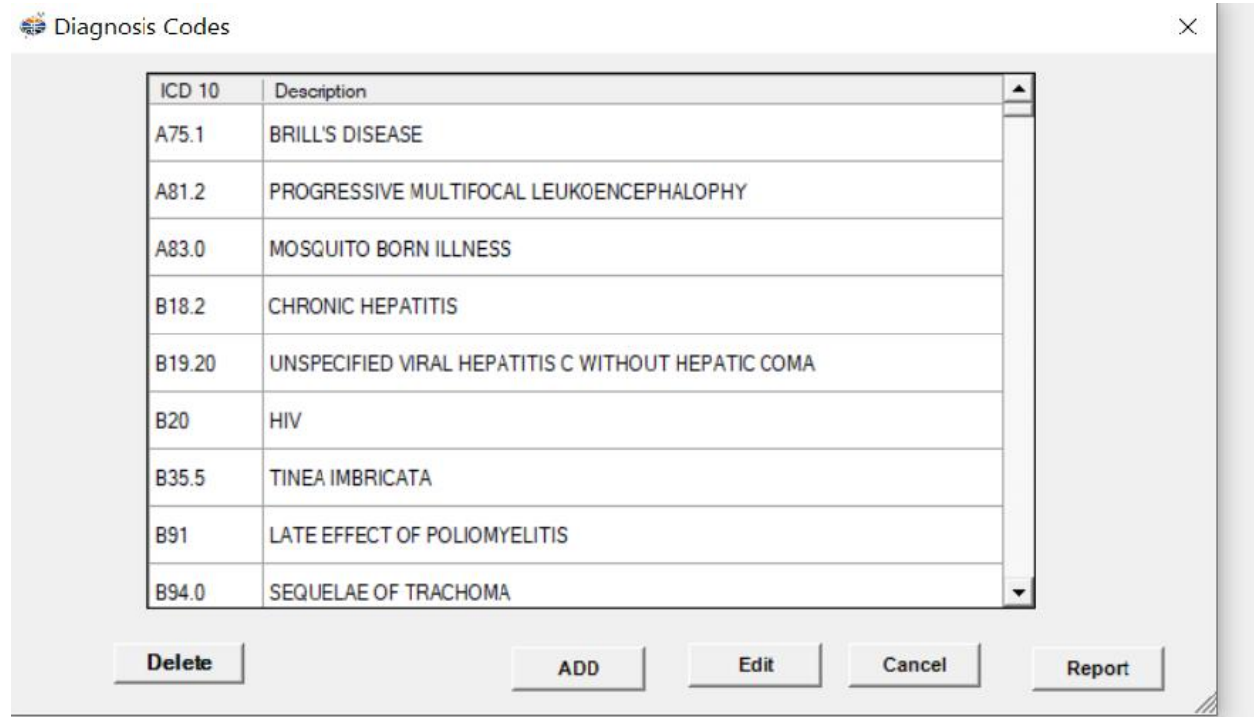 Diagnosis Codes
ICD 10 Description
A75.1 BRILL'S DISEASE
A81.2 PROGRESSIVE MULTIFOCAL LEUKOENCEPHALOPHY
A83.0 MOSQUITO BORN ILLNESS
B18.2 CHRONIC HEPATITIS
B19.20 UNSPECIFIED VIRAL HEPATITIS C WITHOUT HEPATIC COMA
B20 HIV
B35.5 TINEA IMBRICATA
B91 LATE EFFECT OF POLIOMYELITIS
B94.0 SEQUELAE OF TRACHOMA
Delete ADD Edit Cancel Report